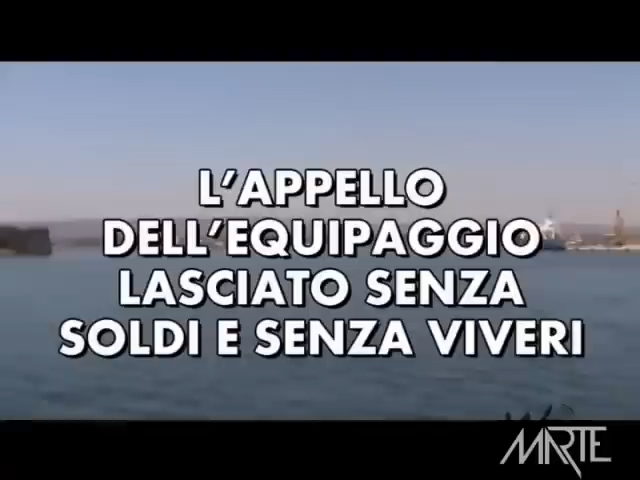 L'APPELLO
DELL'EQUIPAGGIO
LASCIATO SENZA
SOLDI E SENZA VIVERI
MARTE